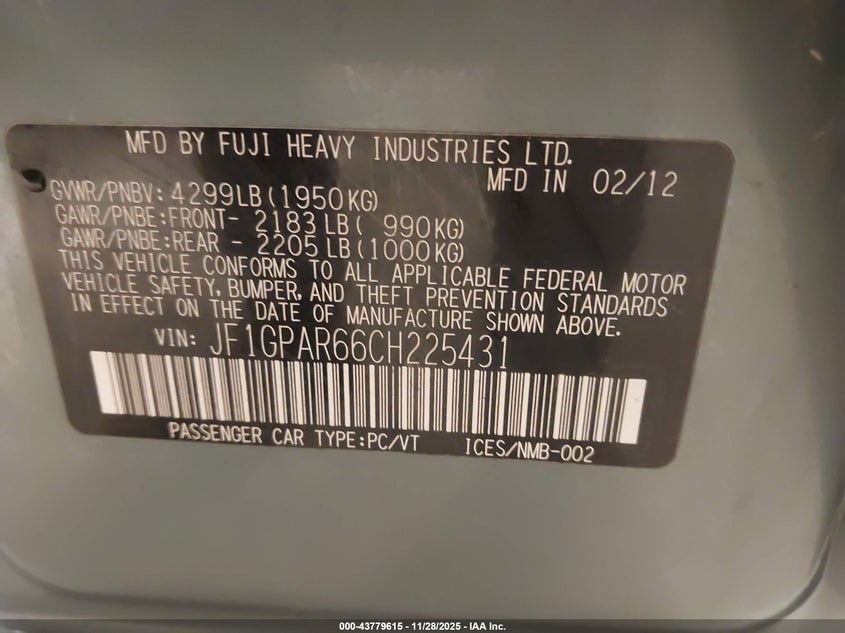 MFD BY FUJI HEAVY INDUSTRIES LTD.
MFD IN 02/12
GVWR/PNBV: 4299LB(1950KG)
GAWR/PNBE:FRONT- 2183LB( 990KG)
GAWR/PNBE:REAR - 2205LB(1000KG)
THIS VEHICLE CONFORMS TO ALL APPLICABLE FEDERAL MOTOR
VEHICLE SAFETY, BUMPER, AND THEFT PREVENTION STANDARDS
IN EFFECT ON THE DATE OF MANUFACTURE SHOWN ABOVE.
VIN: JF1GPAR66CH225431
PASSENGER CAR TYPE:PC/VT ICES/NMB-002
000-43779615 - 11/28/2025 - IAA Inc.